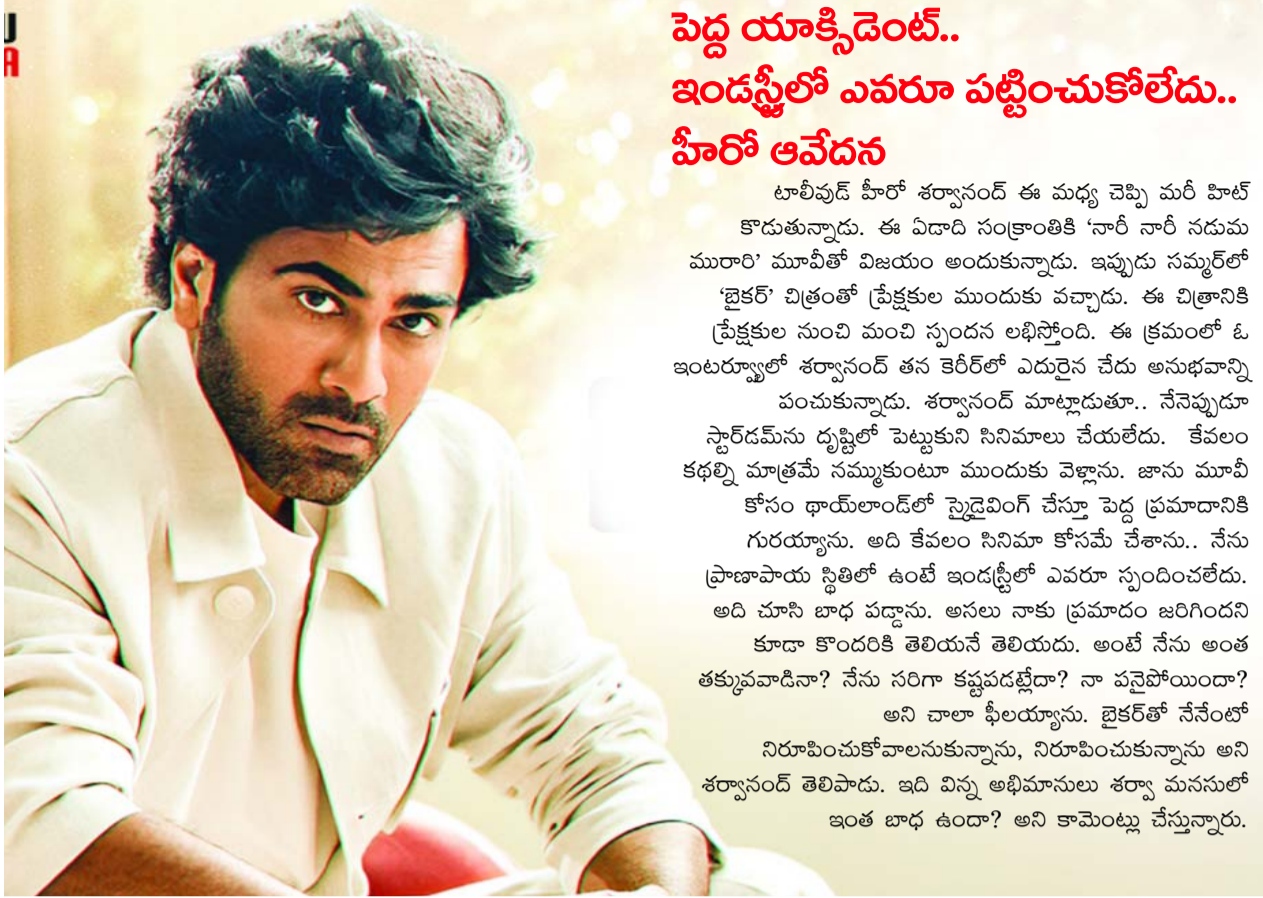 U
A
పెద్ద యాక్సిడెంట్..
ఇండస్ట్రీలో ఎవరూ పట్టించుకోలేదు..
హీరో ఆవేదన
టాలీవుడ్ హీరో శర్వానంద్ ఈ మధ్య చెప్పి మరీ హిట్
కొడుతున్నాడు. ఈ ఏడాది సంక్రాంతికి ‘నారీ నారీ నడుమ
మురారి’ మూవీతో విజయం అందుకున్నాడు. ఇప్పుడు సమ్మర్‌లో
‘బైకర్’ చిత్రంతో ప్రేక్షకుల ముందుకు వచ్చాడు. ఈ చిత్రానికి
ప్రేక్షకుల నుంచి మంచి స్పందన లభిస్తోంది. ఈ క్రమంలో ఓ
ఇంటర్వ్యూలో శర్వానంద్ తన కెరీర్‌లో ఎదురైన చేదు అనుభవాన్ని
పంచుకున్నాడు. శర్వానంద్ మాట్లాడుతూ.. నేనెప్పుడూ
స్టార్‌డమ్‌ను దృష్టిలో పెట్టుకుని సినిమాలు చేయలేదు. కేవలం
కథల్ని మాత్రమే నమ్ముకుంటూ ముందుకు వెళ్లాను. జాను మూవీ
కోసం థాయ్‌లాండ్‌లో స్కైడైవింగ్ చేస్తూ పెద్ద ప్రమాదానికి
గురయ్యాను. అది కేవలం సినిమా కోసమే చేశాను.. నేను
ప్రాణాపాయ స్థితిలో ఉంటే ఇండస్ట్రీలో ఎవరూ స్పందించలేదు.
అది చూసి బాధ పడ్డాను. అసలు నాకు ప్రమాదం జరిగిందని
కూడా కొందరికి తెలియనే తెలియదు. అంటే నేను అంత
తక్కువవాడినా? నేను సరిగా కష్టపడట్లేదా? నా పనైపోయిందా?
అని చాలా ఫీలయ్యాను. బైకర్‌తో నేనేంటో
నిరూపించుకోవాలనుకున్నాను, నిరూపించుకున్నాను అని
శర్వానంద్ తెలిపాడు. ఇది విన్న అభిమానులు శర్వా మనసులో
ఇంత బాధ ఉందా? అని కామెంట్లు చేస్తున్నారు.